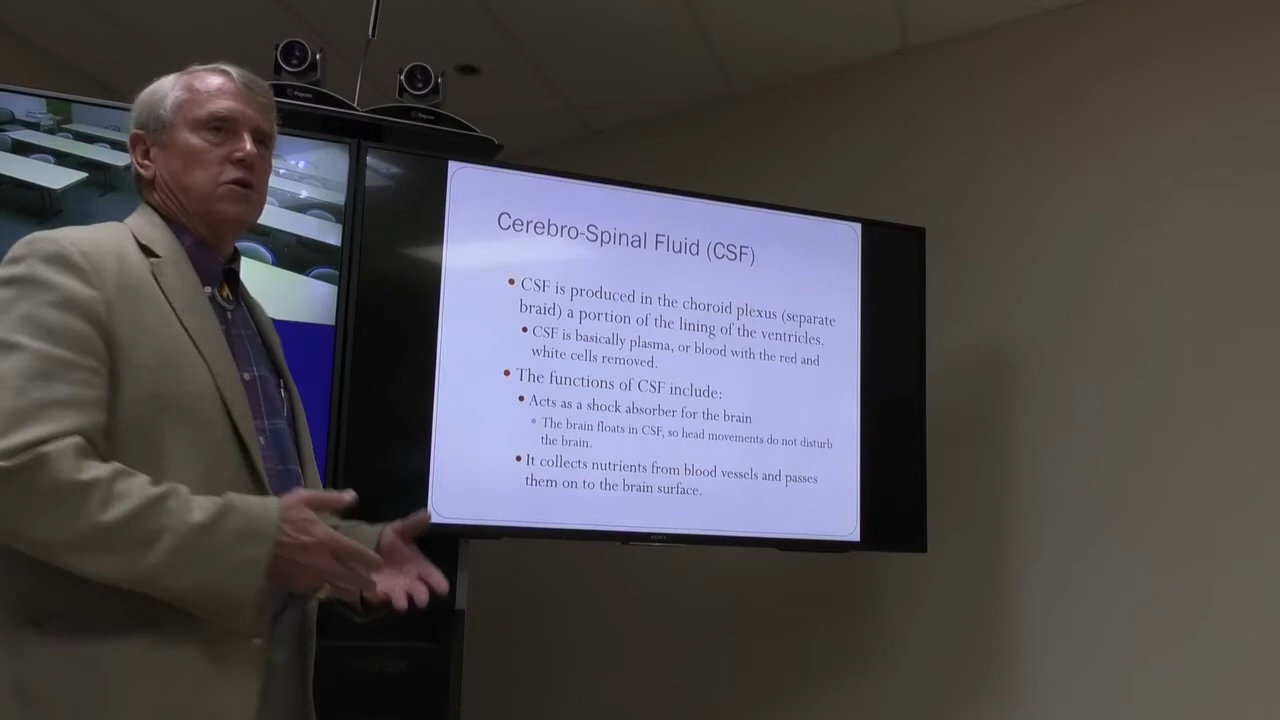 Polycom
Polycom
Cerebro-Spinal Fluid (CSF)
CSF is produced in the choroid plexus (separate
braid) a portion of the lining of the ventricles.
CSF is basically plasma, or blood with the red and
white cells removed.
The functions of CSF include:
Acts as a shock absorber for the brain
The brain floats in CSF, so head movements do not disturb
the brain.
It collects nutrients from blood vessels and passes
them on to the brain surface.
SONY